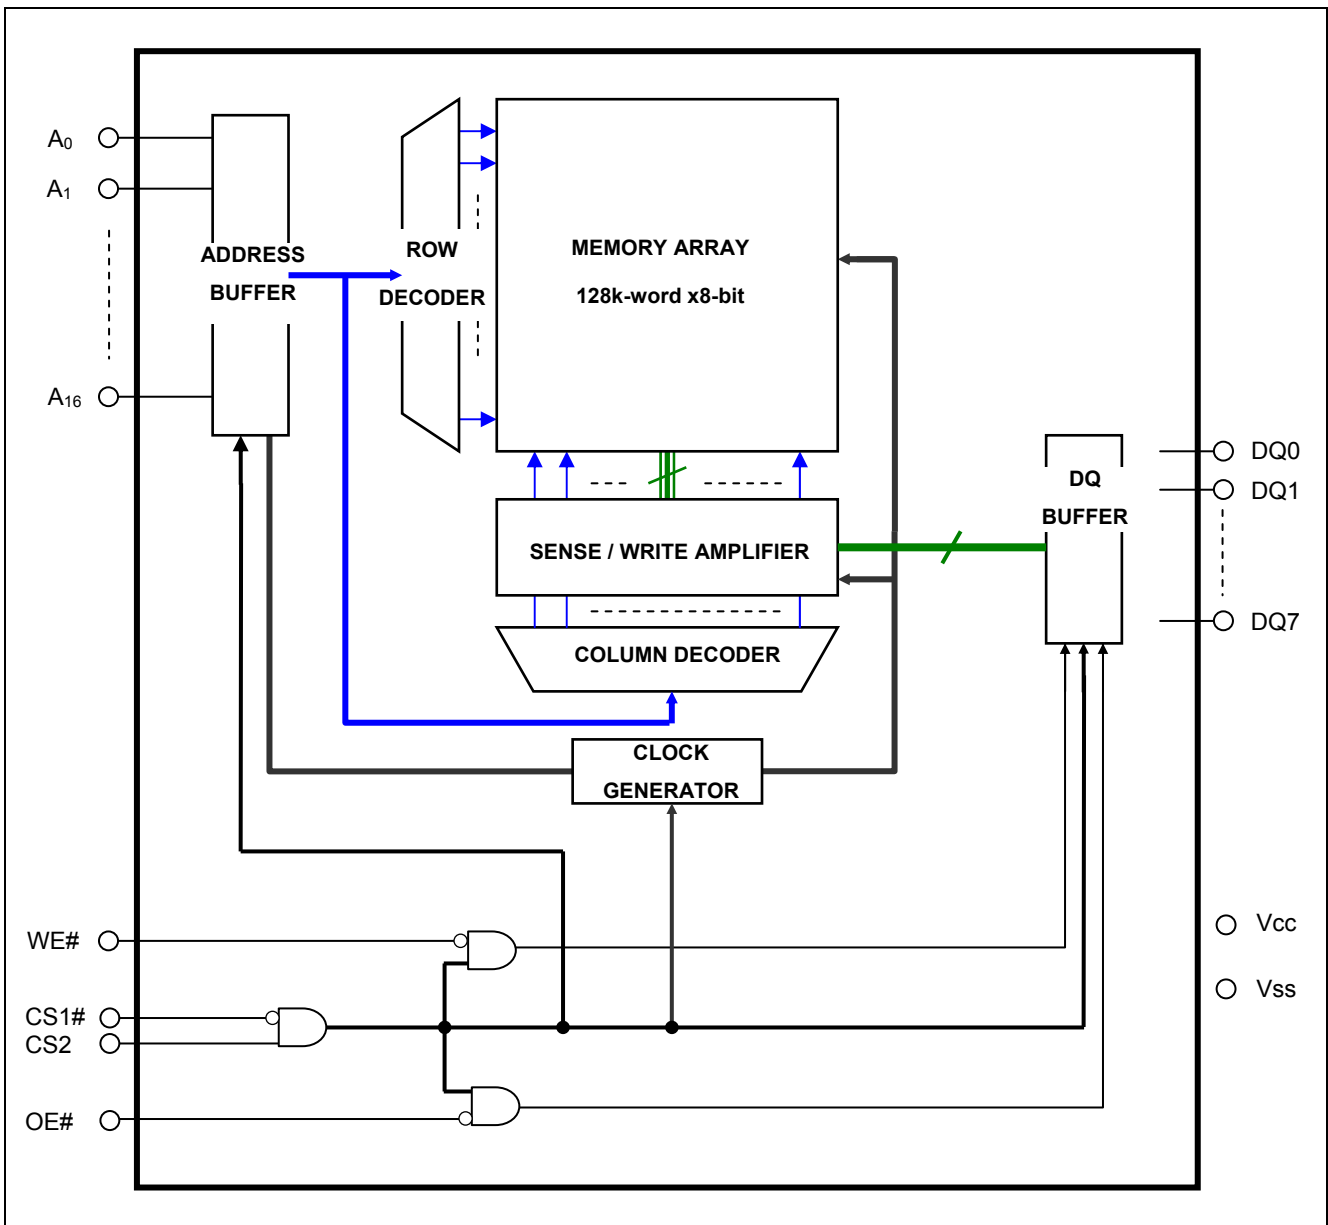 A0
A1
A16
ADDRESS
BUFFER
ROW
DECODER
MEMORY ARRAY
128k-word x8-bit
SENSE / WRITE AMPLIFIER
COLUMN DECODER
CLOCK
GENERATOR
DQ
BUFFER
DQ0
DQ1
DQ7
WE#
CS1#
CS2
OE#
Vcc
Vss